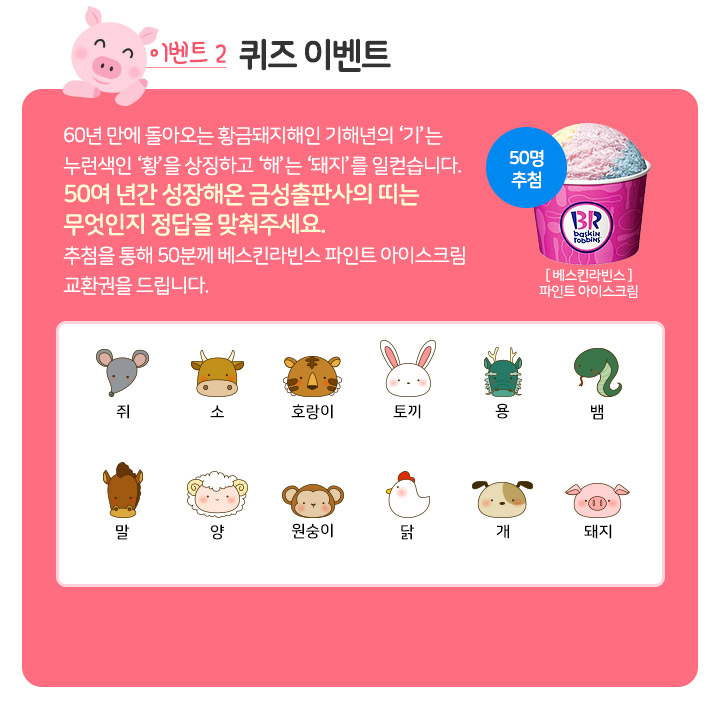 이벤트 2 퀴즈 이벤트
60년 만에 돌아오는 황금돼지해인 기해년의 ‘기’는
누런색인 ‘황’을 상징하고 ‘해’는 ‘돼지’를 일컫습니다.
50여 년간 성장해온 금성출판사의 띠는
무엇인지 정답을 맞춰주세요.
추첨을 통해 50분께 베스킨라빈스 파인트 아이스크림
교환권을 드립니다.
50명
추첨
BR
baskin
robbins
[ 베스킨라빈스 ]
파인트 아이스크림
쥐 소 호랑이 토끼 용 뱀
말 양 원숭이 닭 개 돼지